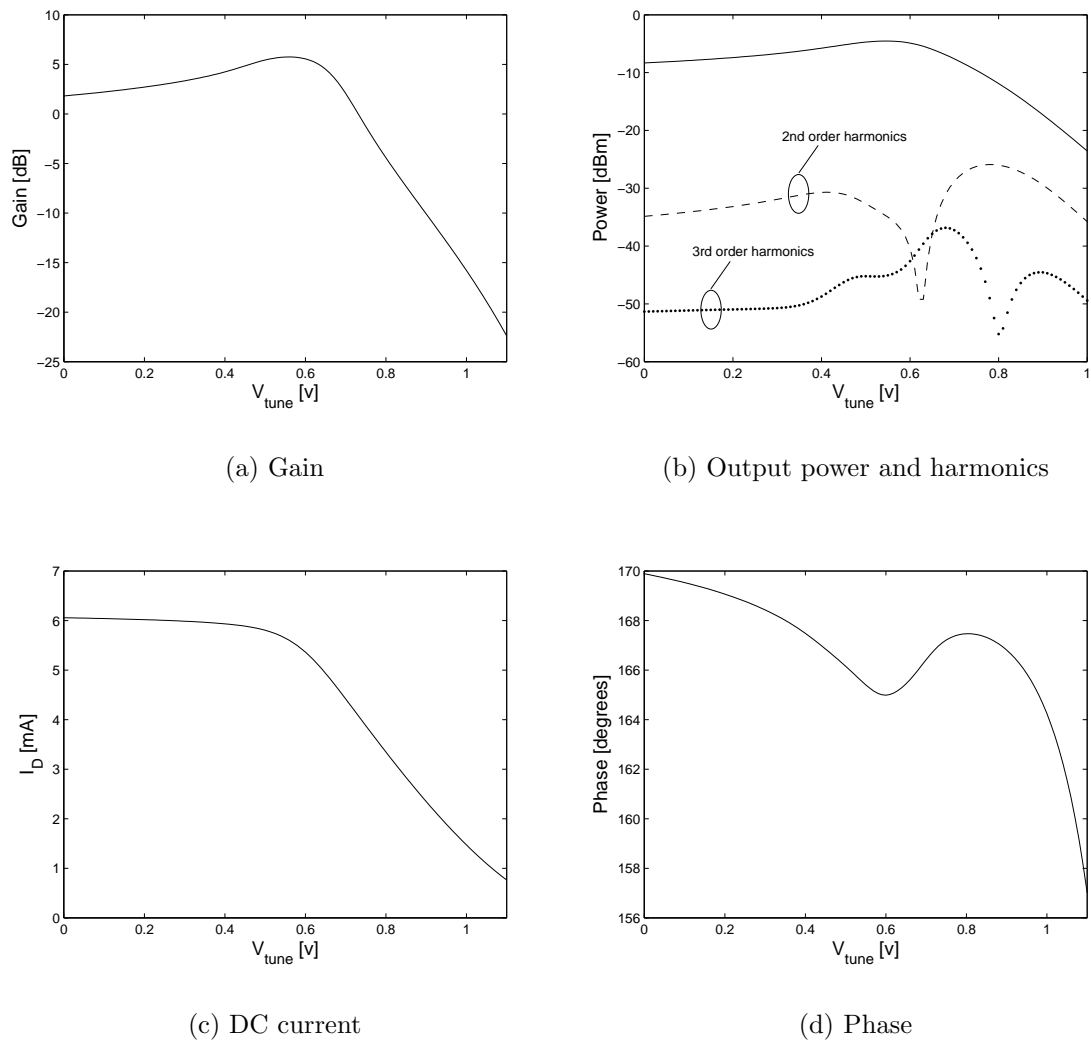 10
5
0
−5
−10
−15
−20
−25
Gain [dB]
0 0.2 0.4 0.6 0.8 1
V_tune [v]
(a) Gain
0
−10
−20
−30
−40
−50
−60
Power [dBm]
2nd order harmonics
3rd order harmonics
0 0.2 0.4 0.6 0.8 1
V_tune [v]
(b) Output power and harmonics
7
6
5
4
3
2
1
0
I_D [mA]
0 0.2 0.4 0.6 0.8 1
V_tune [v]
(c) DC current
170
168
166
164
162
160
158
156
Phase [degrees]
0 0.2 0.4 0.6 0.8 1
V_tune [v]
(d) Phase